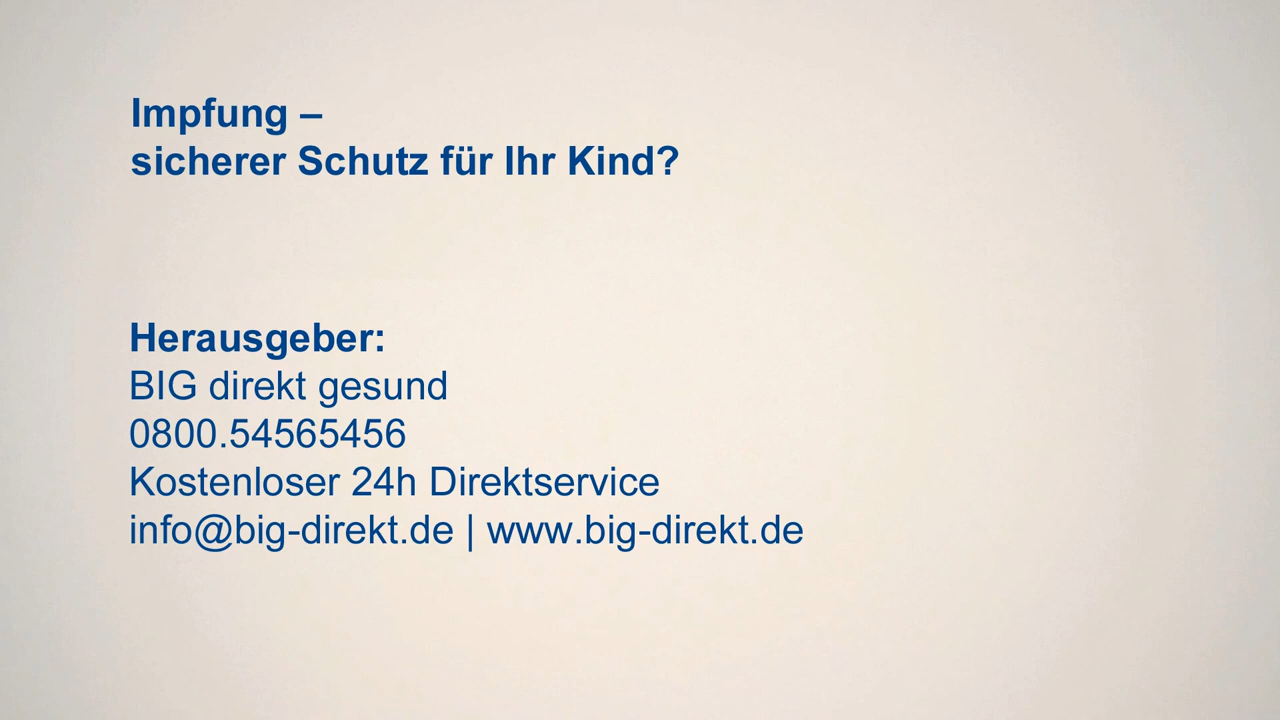 Impfung –
sicherer Schutz für Ihr Kind?
Herausgeber:
BIG direkt gesund
0800.54565456
Kostenloser 24h Direktservice
info@big-direkt.de | www.big-direkt.de